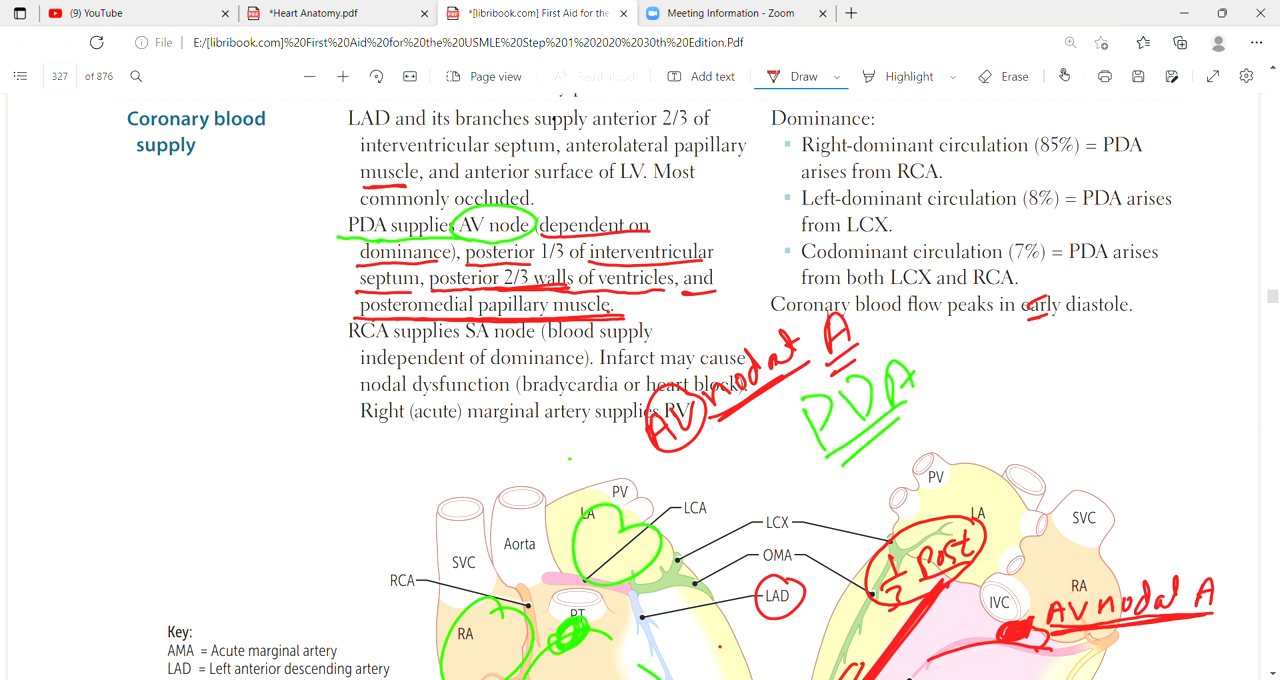 (9) YouTube
*Heart Anatomy.pdf
*[libribook.com] First Aid for the
Meeting Information - Zoom
File
E:/[libribook.com]%20First%20Aid%20for%20the%20USMLE%20Step%201%202020%2030th%20Edition.Pdf
327 of 876
Page view
Read aloud
Add text
Draw
Highlight
Erase
Coronary blood
supply
LAD and its branches supply anterior 2/3 of
interventricular septum, anterolateral papillary
muscle, and anterior surface of LV. Most
commonly occluded.
PDA supplies AV node (dependent on
dominance), posterior 1/3 of interventricular
septum, posterior 2/3 walls of ventricles, and
posteromedial papillary muscle.
RCA supplies SA node (blood supply
independent of dominance). Infarct may cause
nodal dysfunction (bradycardia or heart block).
Right (acute) marginal artery supplies RV.
Dominance:
Right-dominant circulation (85%) = PDA
arises from RCA.
Left-dominant circulation (8%) = PDA arises
from LCX.
Codominant circulation (7%) = PDA arises
from both LCX and RCA.
Coronary blood flow peaks in early diastole.
AV nodal A
PDA
PV
LA
LCA
Aorta
SVC
RCA
PT
RA
LCX
OMA
LAD
PV
LA
SVC
IVC
RA
1/3 Post
AV nodal A
Key:
AMA = Acute marginal artery
LAD = Left anterior descending artery